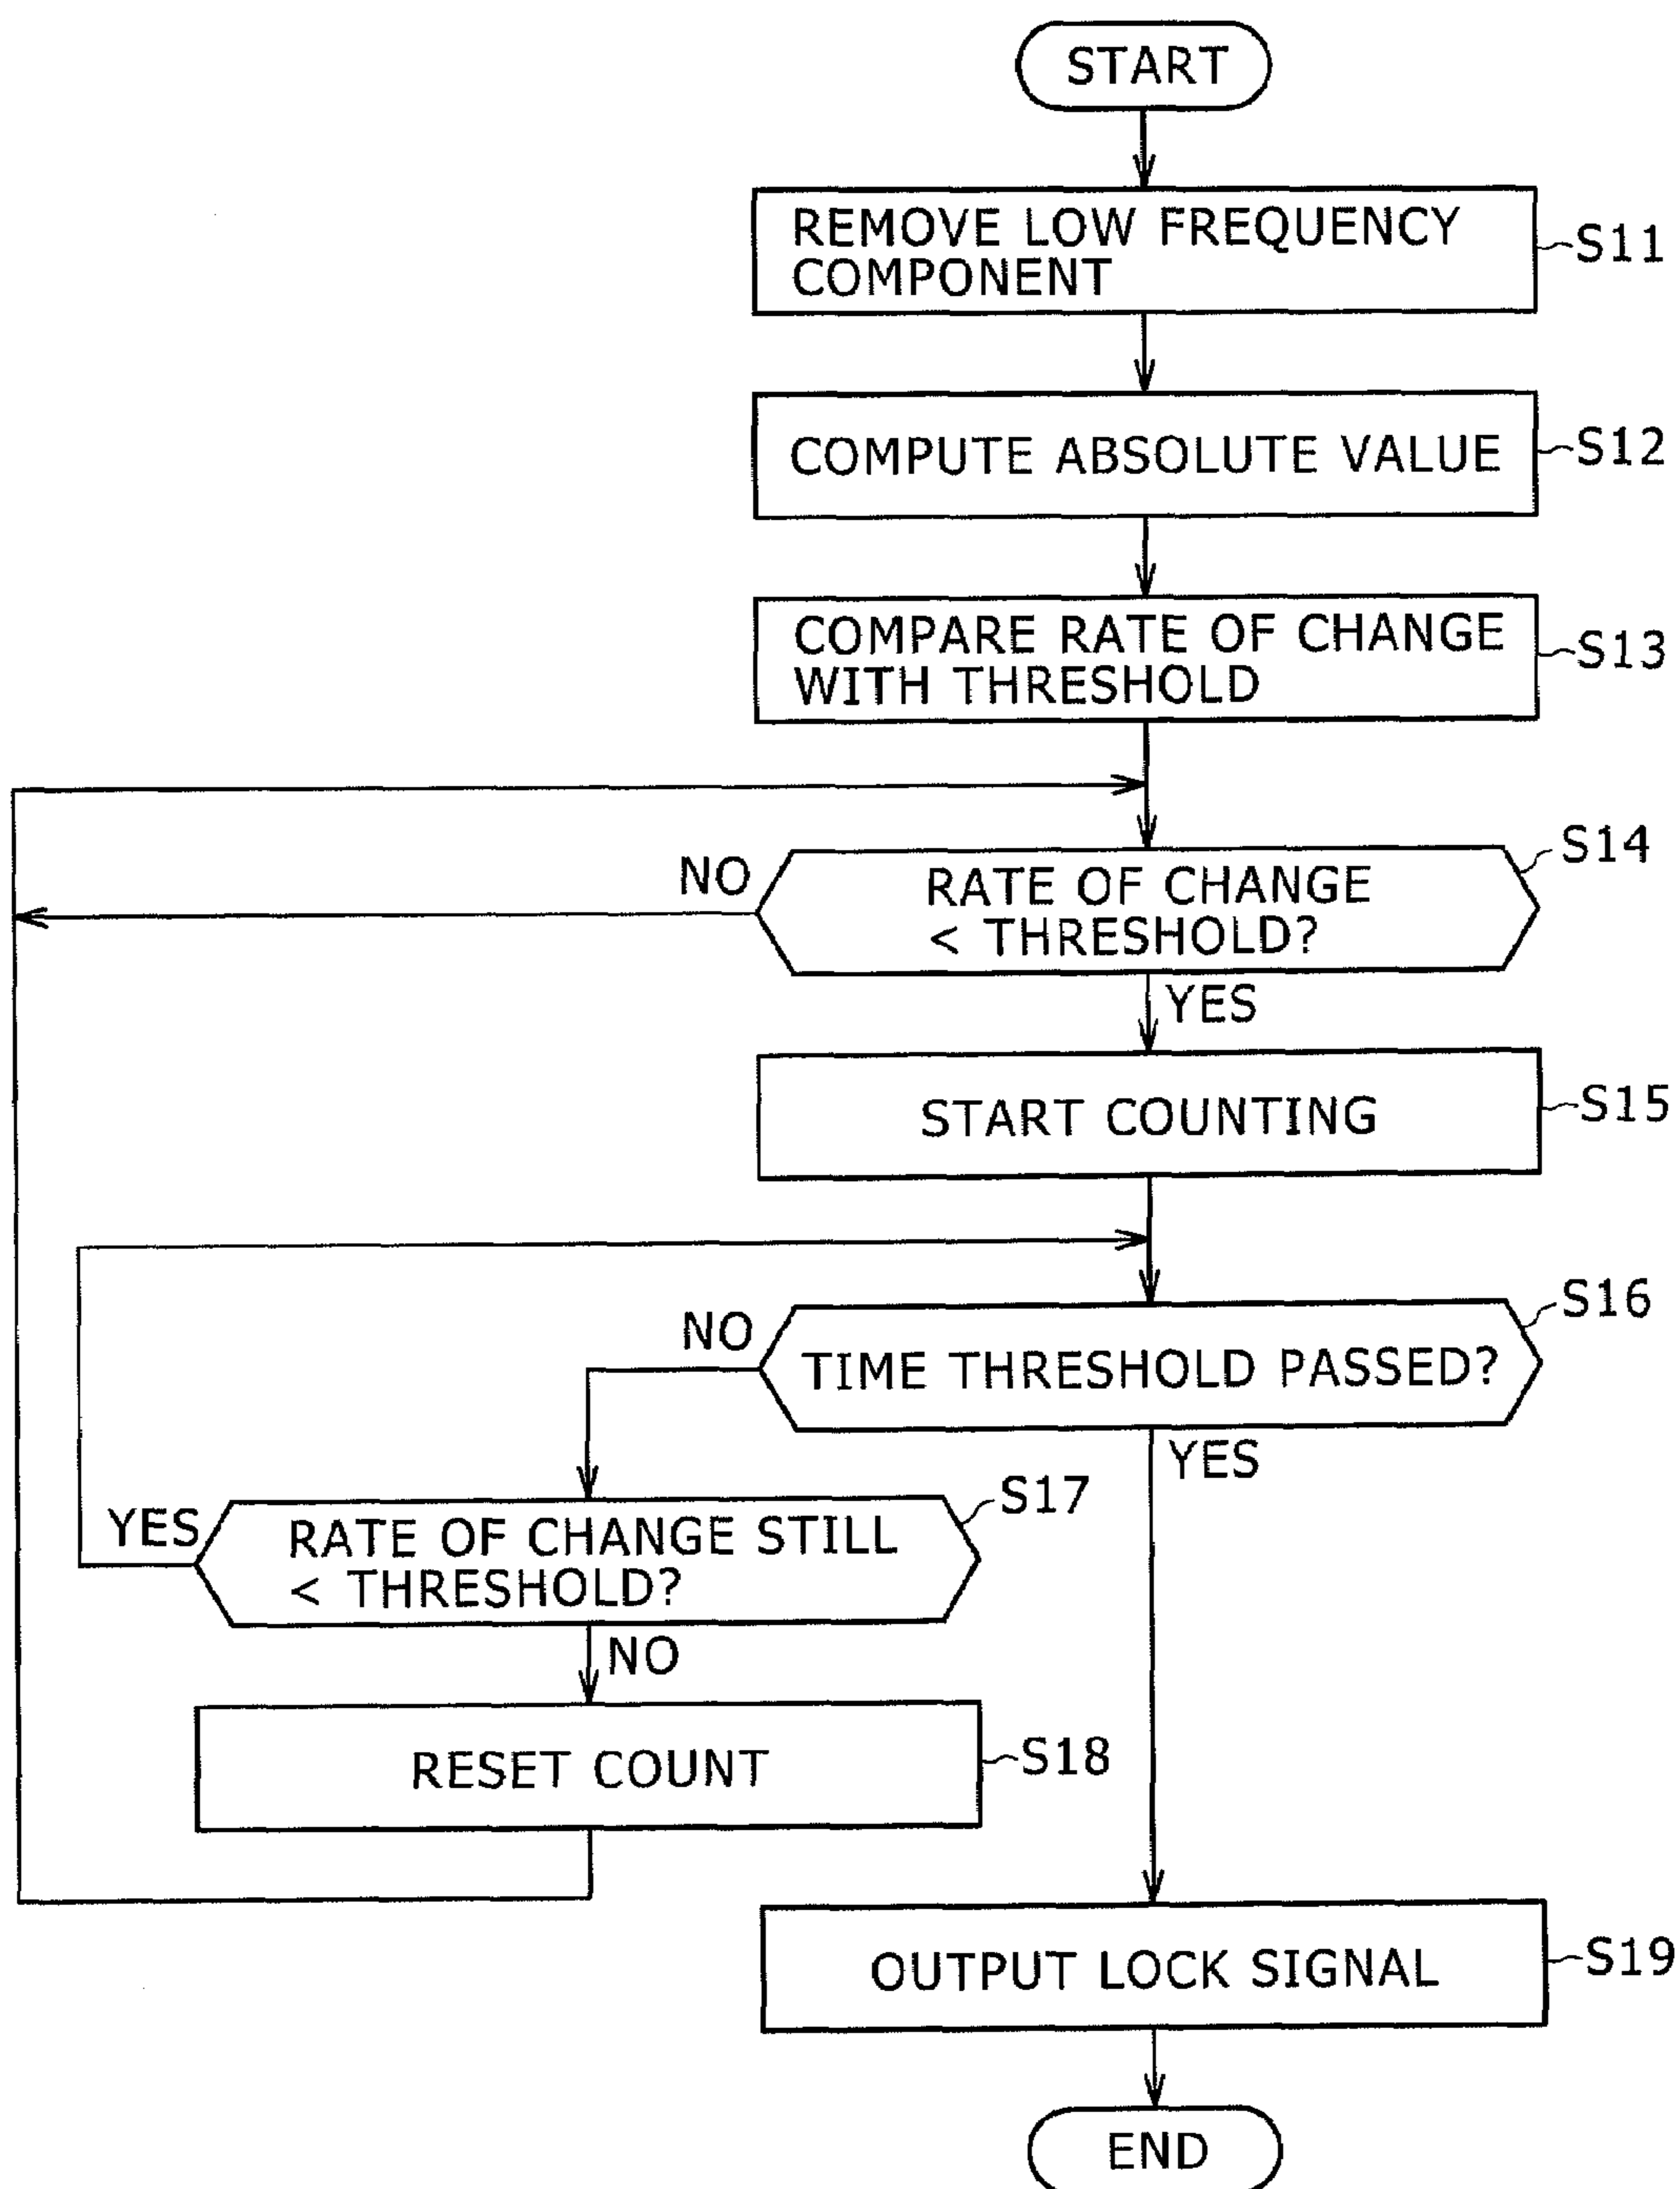 START
REMOVE LOW FREQUENCY
COMPONENT
S11
COMPUTE ABSOLUTE VALUE
S12
COMPARE RATE OF CHANGE
WITH THRESHOLD
S13
S14
NO
RATE OF CHANGE
< THRESHOLD?
YES
START COUNTING
S15
S16
NO
TIME THRESHOLD PASSED?
YES
S17
YES
RATE OF CHANGE STILL
< THRESHOLD?
NO
RESET COUNT
S18
OUTPUT LOCK SIGNAL
S19
END